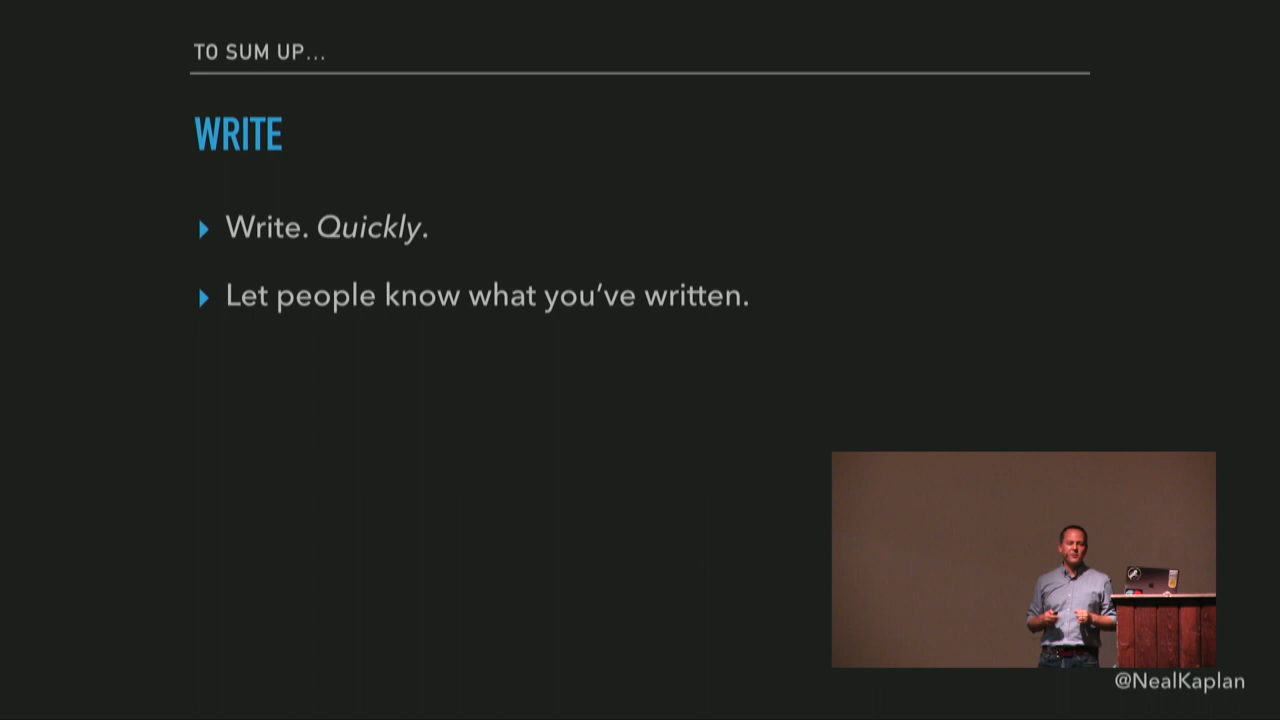 TO SUM UP...
WRITE
Write. Quickly.
Let people know what you’ve written.
@NealKaplan